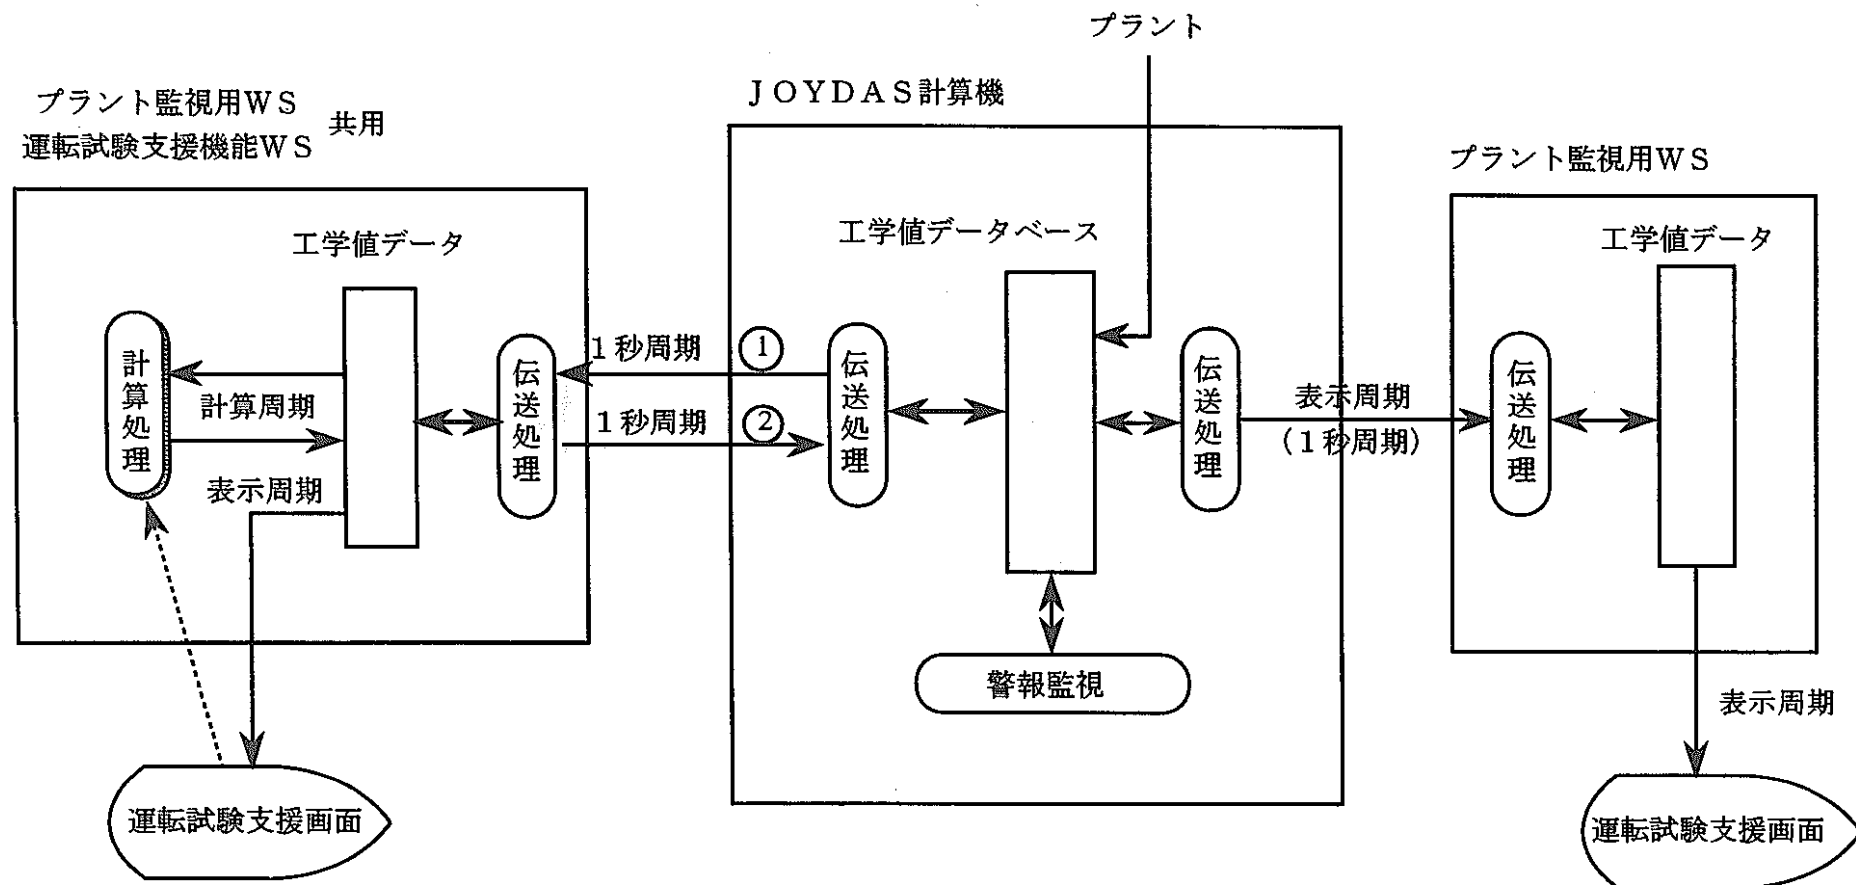 プラント
プラント監視用WS
運転試験支援機能WS
共用
JOYDAS計算機
プラント監視用WS
工学値データ
工学値データベース
工学値データ
計算処理
計算周期
表示周期
伝送処理
1秒周期
①
1秒周期
②
伝送処理
伝送処理
表示周期
(1秒周期)
伝送処理
警報監視
表示周期
運転試験支援画面
運転試験支援画面